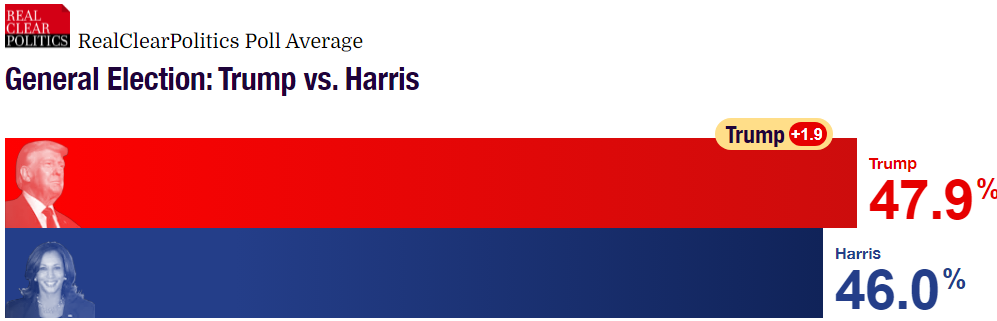 REAL
CLEAR
POLITICS
RealClearPolitics Poll Average
General Election: Trump vs. Harris
Trump +1.9
Trump
47.9%
Harris
46.0%